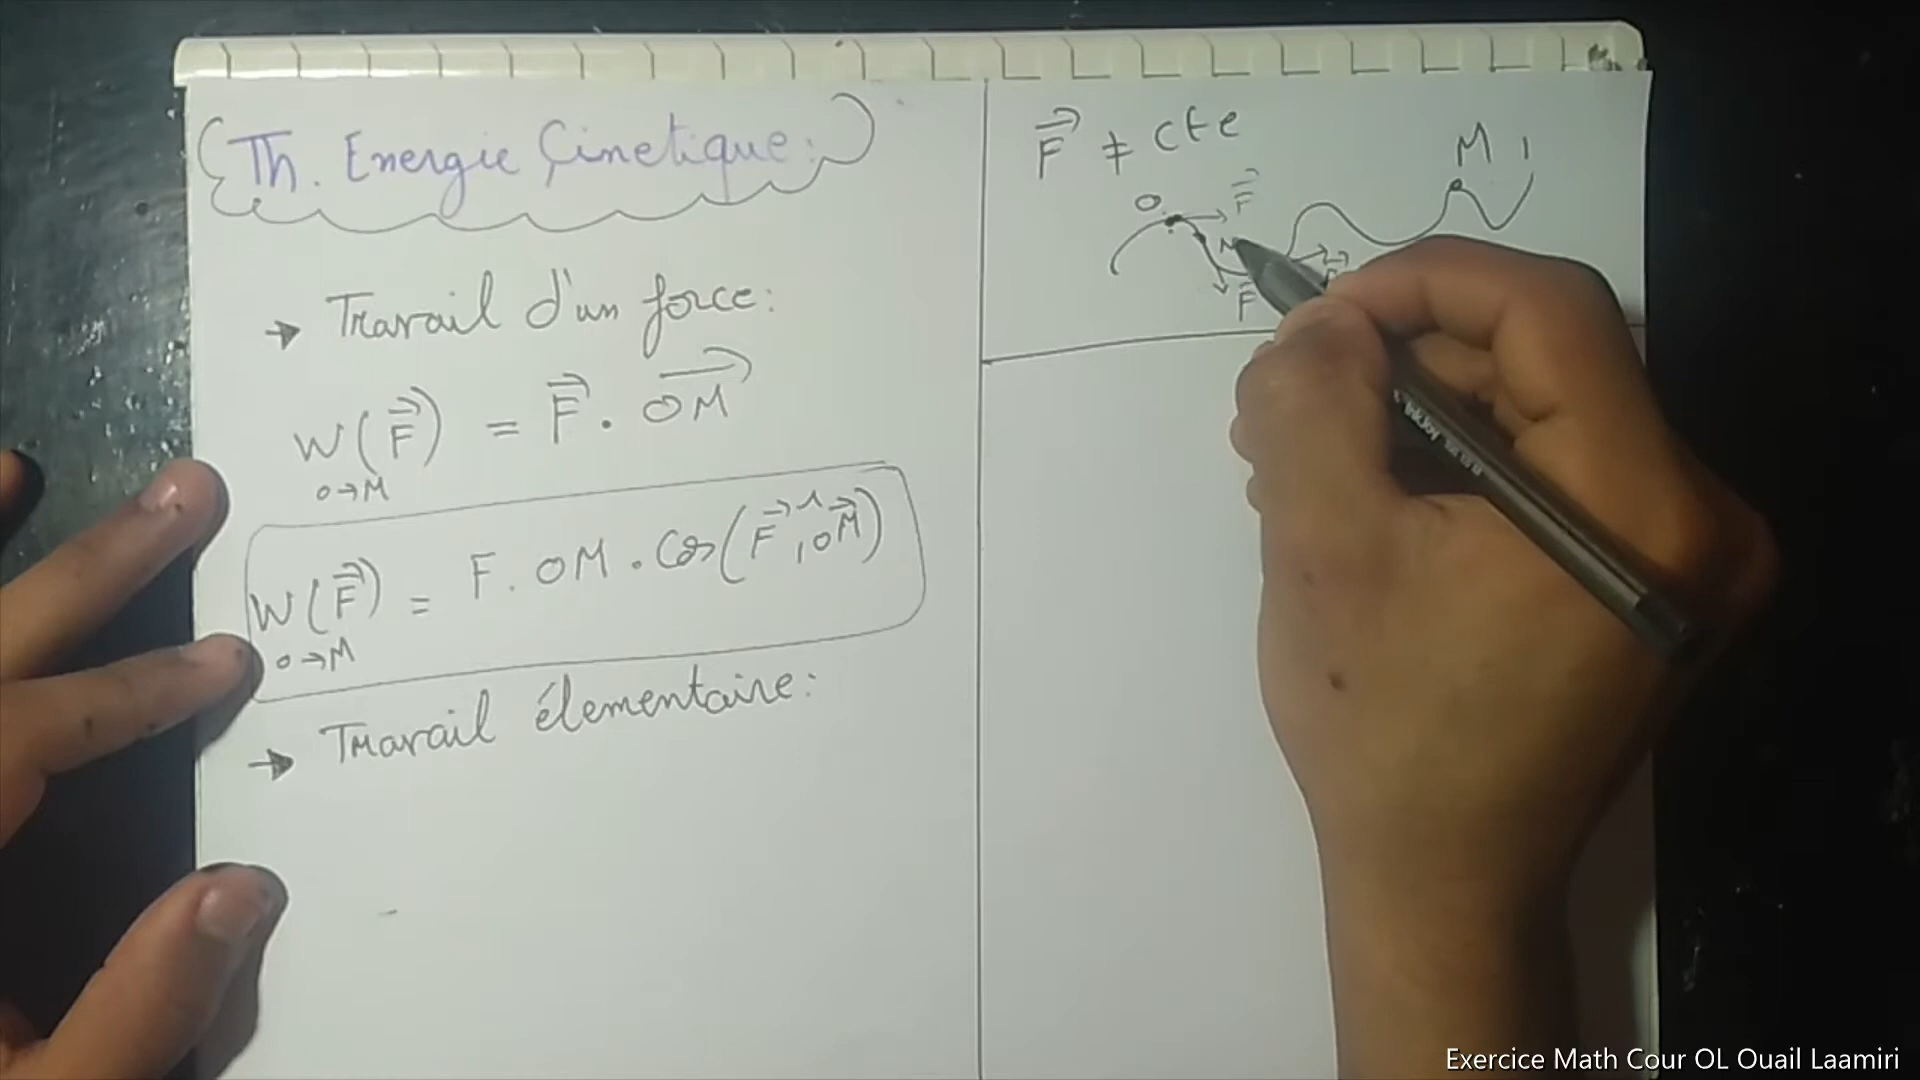 Th. Energie Cinetique:
→ Travail d'un force:
W(F⃗) = F⃗ . OM⃗
o→M
W(F⃗) = F . OM . Cos(F⃗, OM⃗)
o→M
→ Travail élementaire:
F⃗ ≠ cte
M1
O
F⃗
F⃗
Exercice Math Cour OL Ouail Laamiri